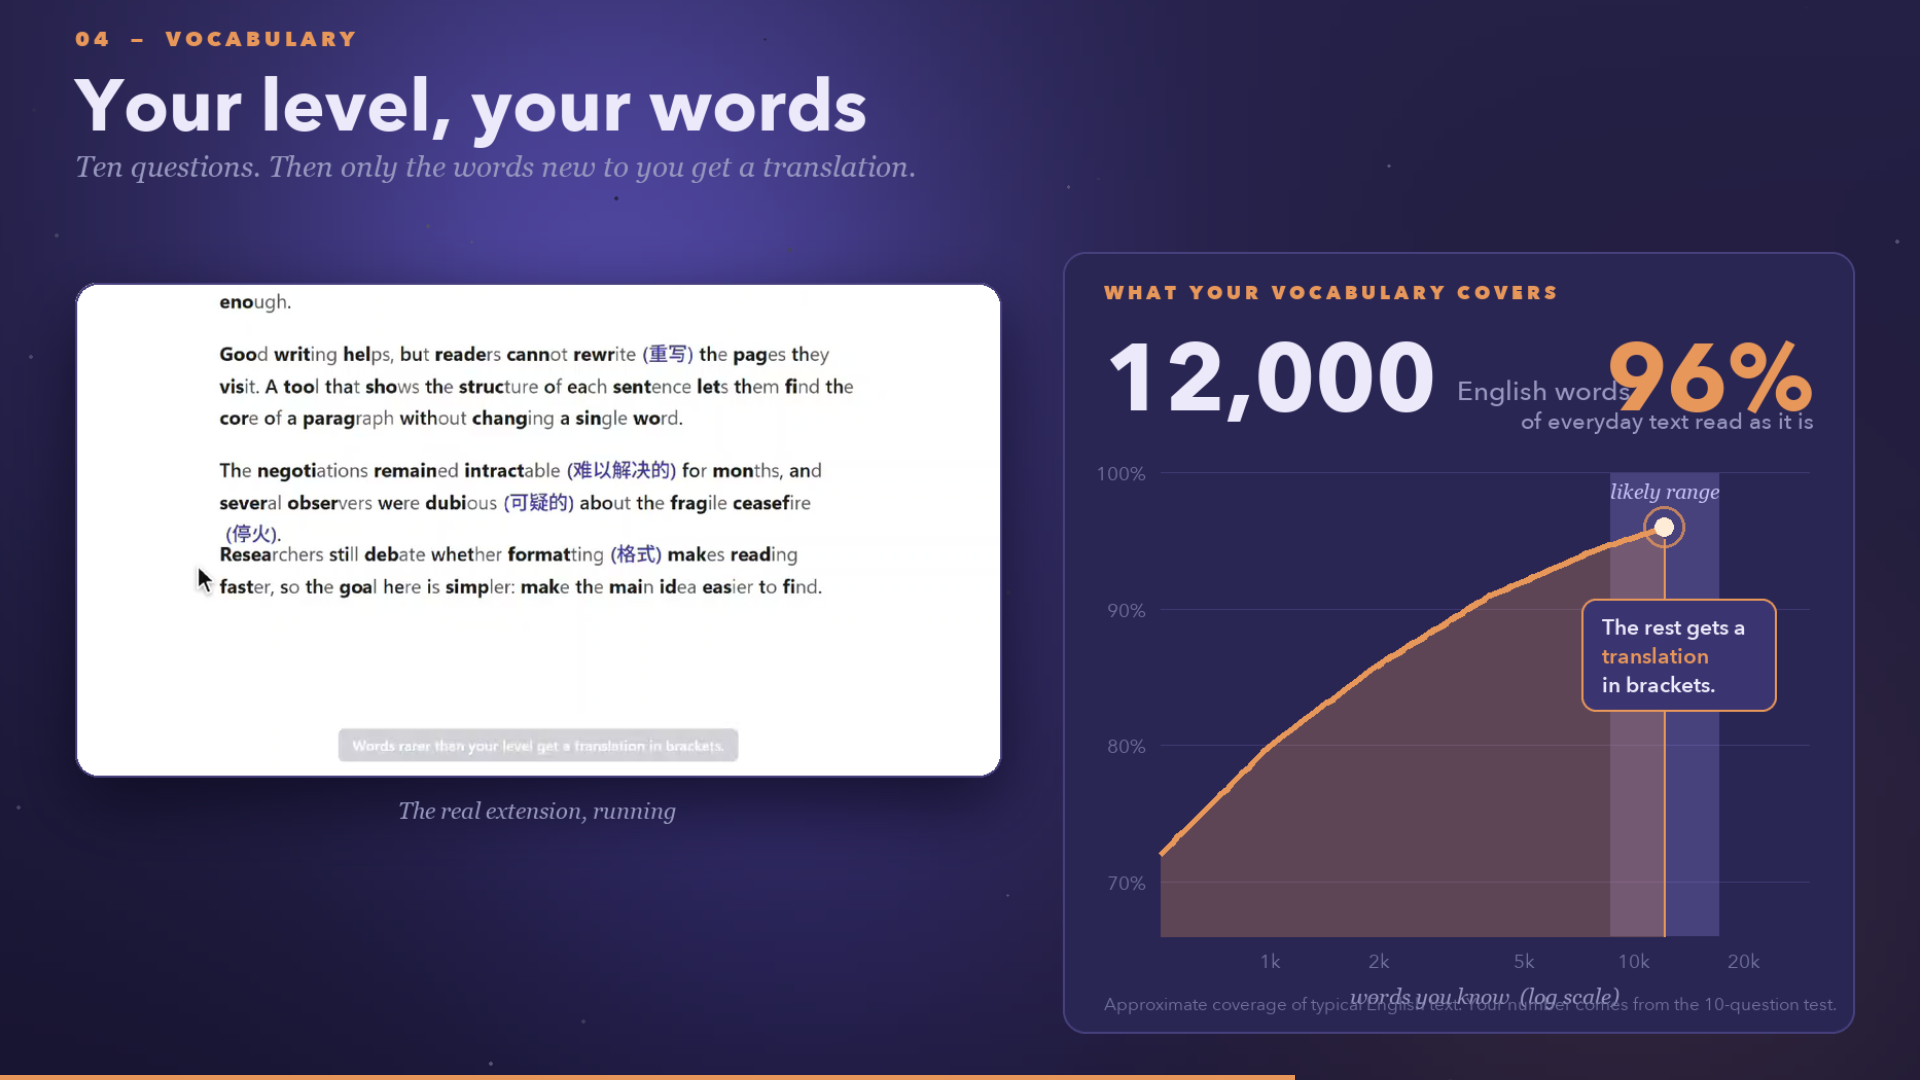 04 – VOCABULARY
Your level, your words
Ten questions. Then only the words new to you get a translation.
enough.
Good writing helps, but readers cannot rewrite (重写) the pages they
visit. A tool that shows the structure of each sentence lets them find the
core of a paragraph without changing a single word.
The negotiations remained intractable (难以解决的) for months, and
several observers were dubious (可疑的) about the fragile ceasefire
(停火).
Researchers still debate whether formatting (格式) makes reading
faster, so the goal here is simpler: make the main idea easier to find.
Words rarer than your level get a translation in brackets.
The real extension, running
WHAT YOUR VOCABULARY COVERS
12,000 English words 96%
of everyday text read as it is
100%
likely range
90%
The rest gets a
translation
in brackets.
80%
70%
1k 2k 5k 10k 20k
words you know (log scale)
Approximate coverage of typical English text. Your number comes from the 10-question test.